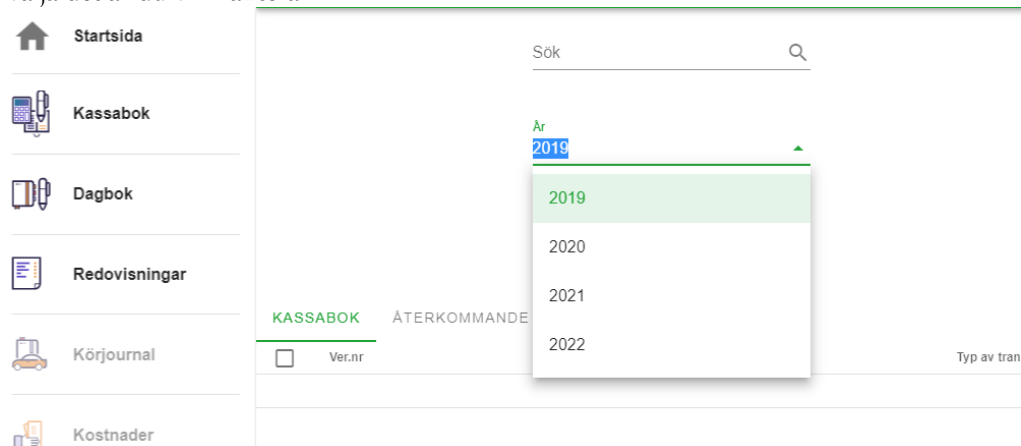 Startsida
Kassabok
Dagbok
Redovisningar
Körjournal
Kostnader
Sök
År
2019
2019
2020
2021
2022
KASSABOK ÅTERKOMMANDE
Ver.nr Typ av tran